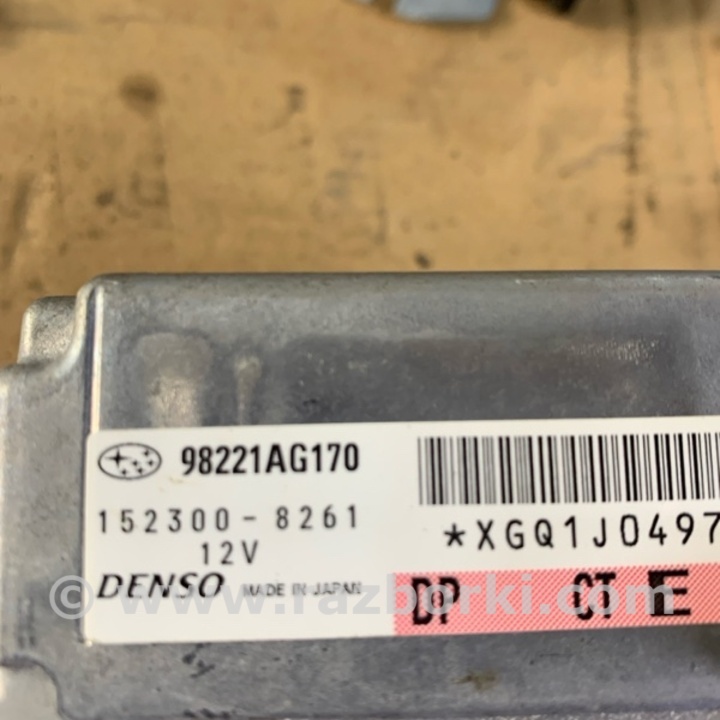 98221AG170
152300-8261
12V
DENSO MADE IN JAPAN
*XGQ1J0497
DP CT E
© www.razborki.com